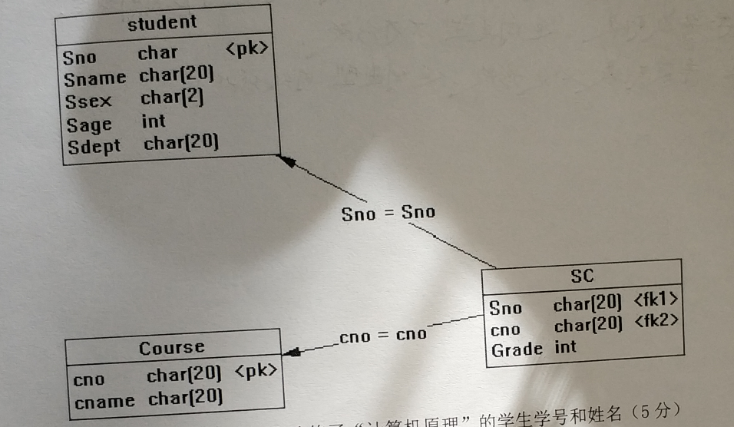 student
Sno char <pk>
Sname char(20)
Ssex char(2)
Sage int
Sdept char(20)
Sno = Sno
SC
Sno char(20) <fk1>
cno char(20) <fk2>
Grade int
cno = cno
Course
cno char(20) <pk>
cname char(20)
“计算机原理”的学生学号和姓名（5分）